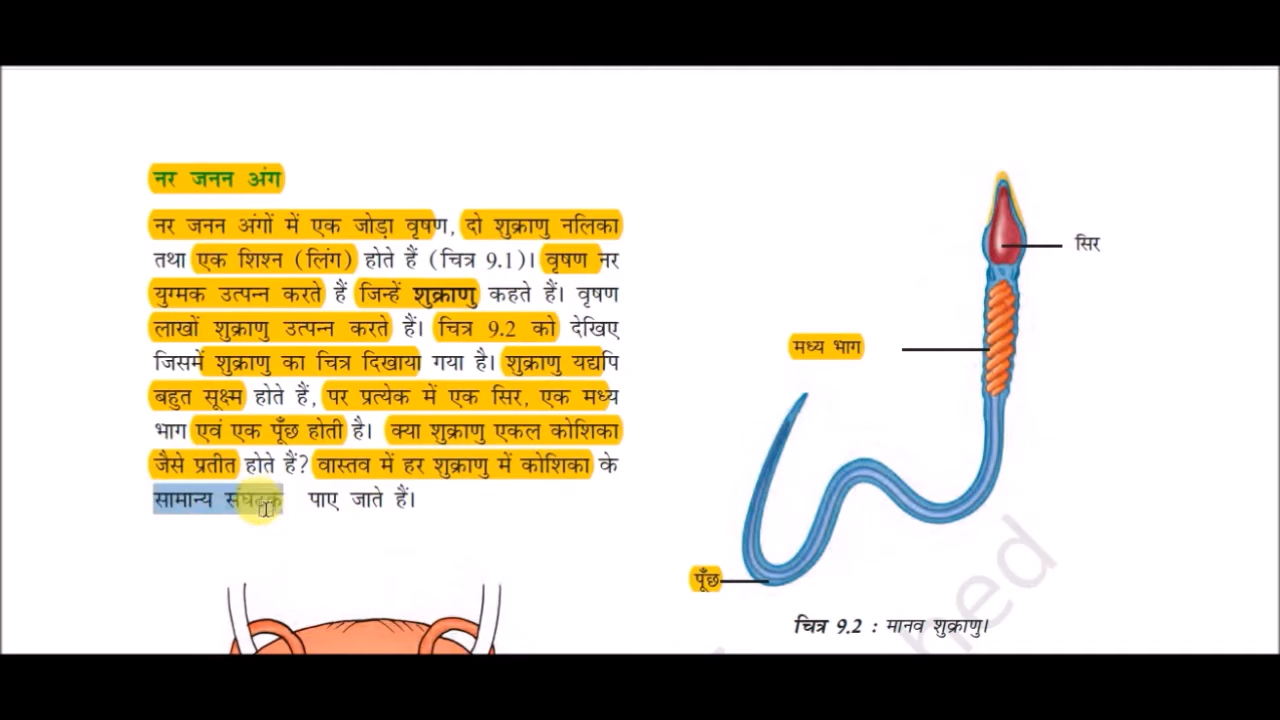 नर जनन अंग
नर जनन अंगों में एक जोड़ा वृषण, दो शुक्राणु नलिका
तथा एक शिश्न (लिंग) होते हैं (चित्र 9.1)। वृषण नर
युग्मक उत्पन्न करते हैं जिन्हें शुक्राणु कहते हैं। वृषण
लाखों शुक्राणु उत्पन्न करते हैं। चित्र 9.2 को देखिए
जिसमें शुक्राणु का चित्र दिखाया गया है। शुक्राणु यद्यपि
बहुत सूक्ष्म होते हैं, पर प्रत्येक में एक सिर, एक मध्य
भाग एवं एक पूँछ होती है। क्या शुक्राणु एकल कोशिका
जैसे प्रतीत होते हैं? वास्तव में हर शुक्राणु में कोशिका के
सामान्य संघटक पाए जाते हैं।
सिर
मध्य भाग
पूँछ
चित्र 9.2 : मानव शुक्राणु।